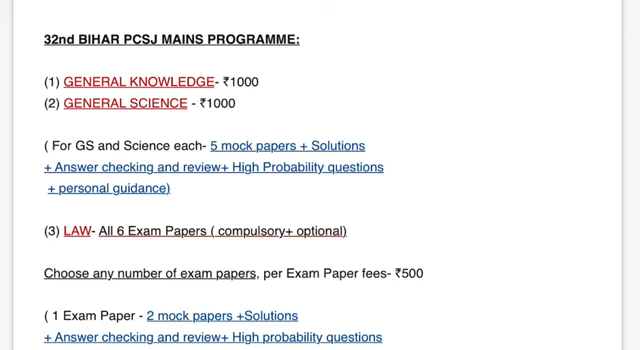 32nd BIHAR PCSJ MAINS PROGRAMME:
(1) GENERAL KNOWLEDGE- ₹1000
(2) GENERAL SCIENCE - ₹1000
( For GS and Science each- 5 mock papers + Solutions
+ Answer checking and review+ High Probability questions
+ personal guidance)
(3) LAW- All 6 Exam Papers ( compulsory+ optional)
Choose any number of exam papers, per Exam Paper fees- ₹500
( 1 Exam Paper - 2 mock papers +Solutions
+ Answer checking and review+ High probability questions